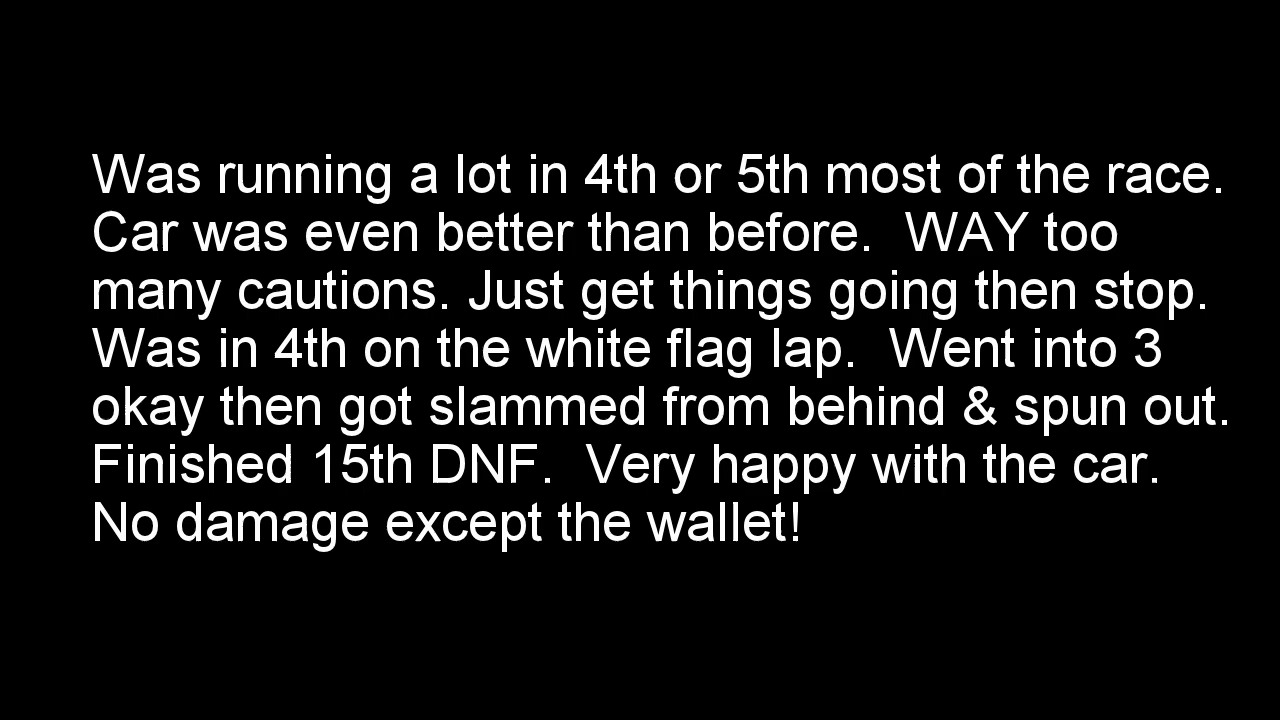 Was running a lot in 4th or 5th most of the race.
Car was even better than before.  WAY too
many cautions. Just get things going then stop.
Was in 4th on the white flag lap.  Went into 3
okay then got slammed from behind & spun out.
Finished 15th DNF.  Very happy with the car.
No damage except the wallet!